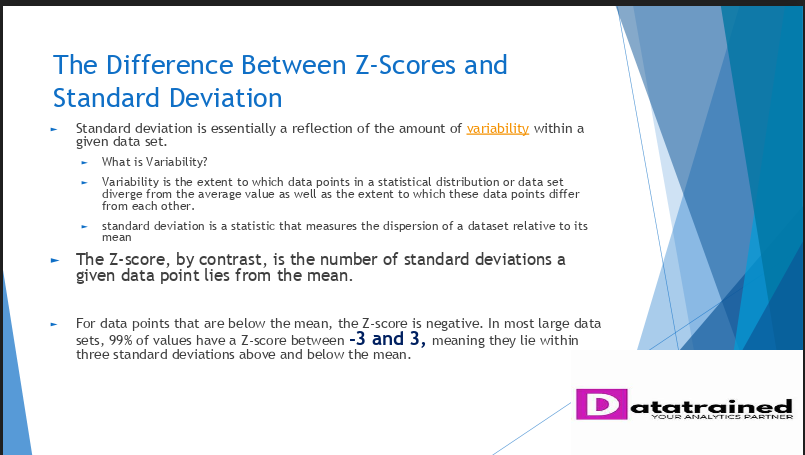 The Difference Between Z-Scores and
Standard Deviation
Standard deviation is essentially a reflection of the amount of variability within a
given data set.
What is Variability?
Variability is the extent to which data points in a statistical distribution or data set
diverge from the average value as well as the extent to which these data points differ
from each other.
standard deviation is a statistic that measures the dispersion of a dataset relative to its
mean
The Z-score, by contrast, is the number of standard deviations a
given data point lies from the mean.
For data points that are below the mean, the Z-score is negative. In most large data
sets, 99% of values have a Z-score between -3 and 3, meaning they lie within
three standard deviations above and below the mean.
Datatrained
YOUR ANALYTICS PARTNER